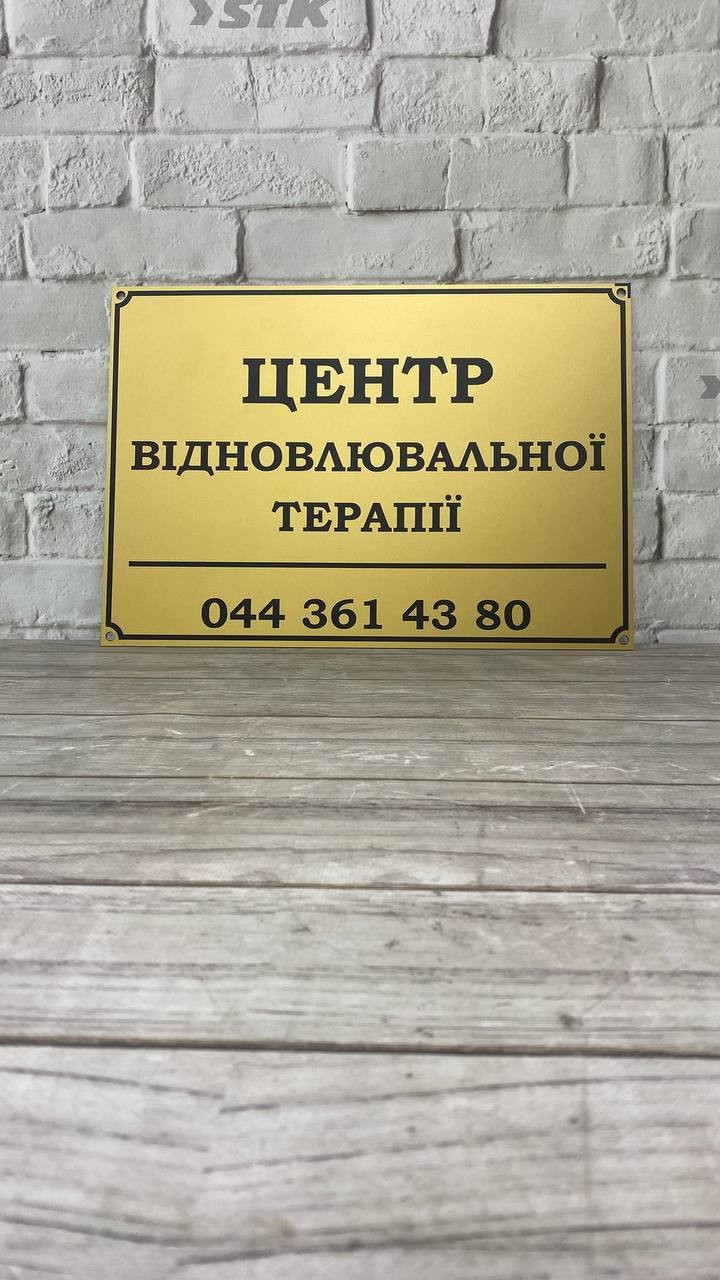 STK
ЦЕНТР
ВІДНОВЛЮВАЛЬНОЇ
ТЕРАПІЇ
044 361 43 80